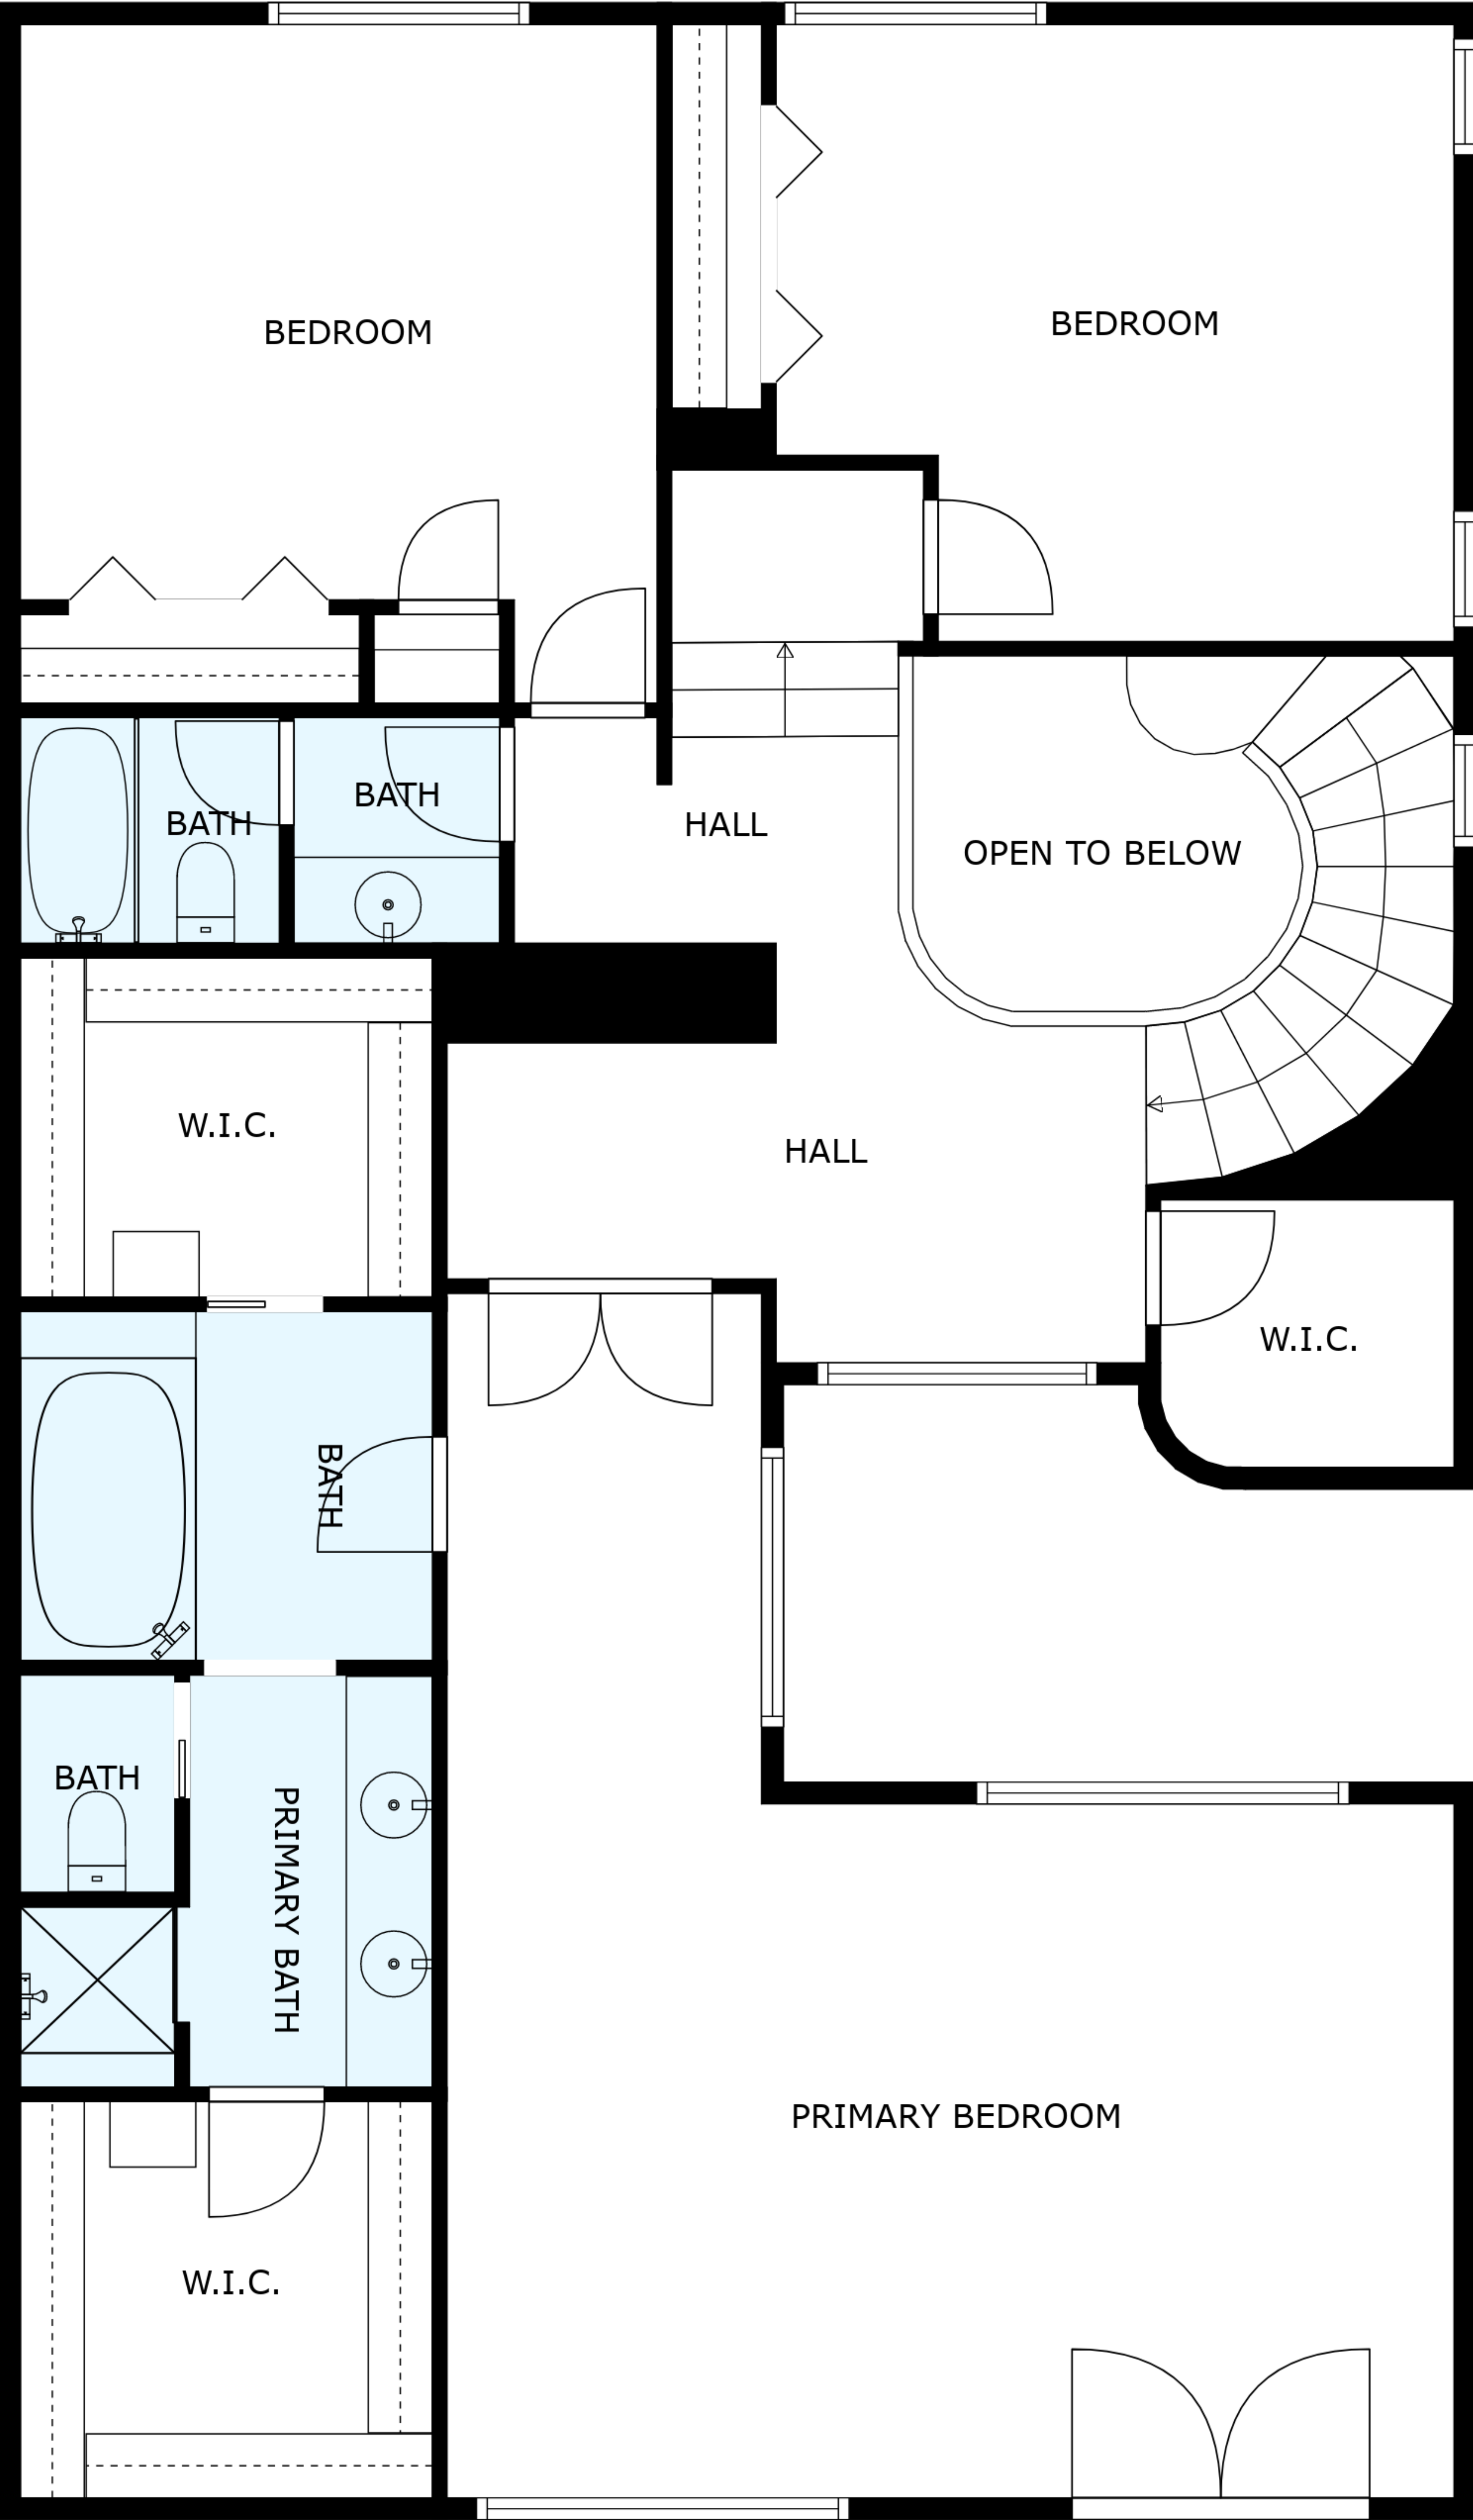 BEDROOM
BEDROOM
BATH
BATH
HALL
OPEN TO BELOW
W.I.C.
HALL
W.I.C.
BATH
BATH
PRIMARY BATH
PRIMARY BEDROOM
W.I.C.